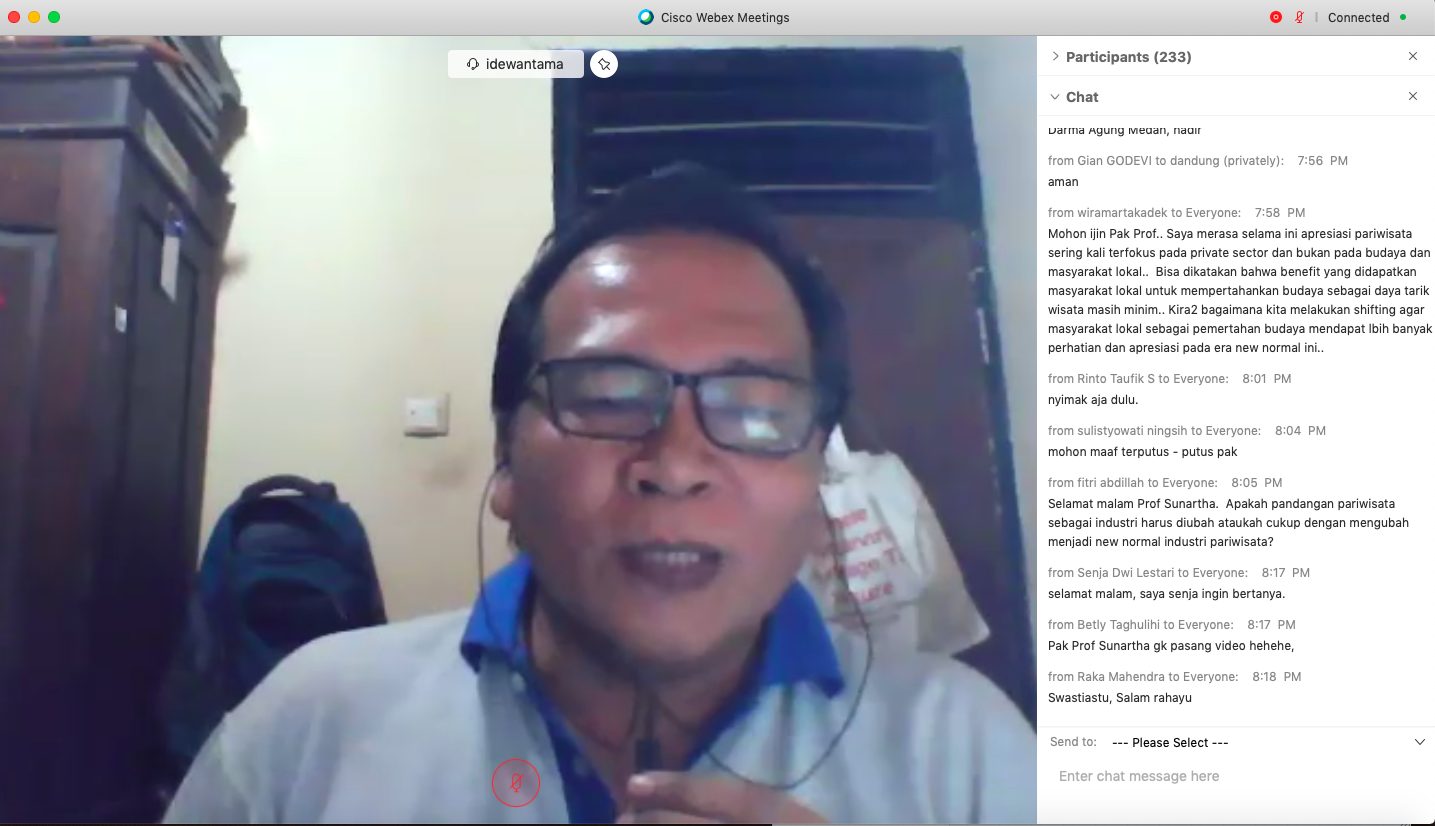 Cisco Webex Meetings
Connected
idewantama
Participants (233)
Chat
Darma Agung Medan, hadir
from Gian GODEVI to dandung (privately): 7:56 PM
aman
from wiramartakadek to Everyone: 7:58 PM
Mohon ijin Pak Prof.. Saya merasa selama ini apresiasi pariwisata
sering kali terfokus pada private sector dan bukan pada budaya dan
masyarakat lokal.. Bisa dikatakan bahwa benefit yang didapatkan
masyarakat lokal untuk mempertahankan budaya sebagai daya tarik
wisata masih minim.. Kira2 bagaimana kita melakukan shifting agar
masyarakat lokal sebagai pemertahan budaya mendapat lbih banyak
perhatian dan apresiasi pada era new normal ini..
from Rinto Taufik S to Everyone: 8:01 PM
nyimak aja dulu.
from sulistyowati ningsih to Everyone: 8:04 PM
mohon maaf terputus - putus pak
from fitri abdillah to Everyone: 8:05 PM
Selamat malam Prof Sunartha. Apakah pandangan pariwisata
sebagai industri harus diubah ataukah cukup dengan mengubah
menjadi new normal industri pariwisata?
from Senja Dwi Lestari to Everyone: 8:17 PM
selamat malam, saya senja ingin bertanya.
from Betly Taghulihi to Everyone: 8:17 PM
Pak Prof Sunartha gk pasang video hehehe,
from Raka Mahendra to Everyone: 8:18 PM
Swastiastu, Salam rahayu
Send to: --- Please Select ---
Enter chat message here